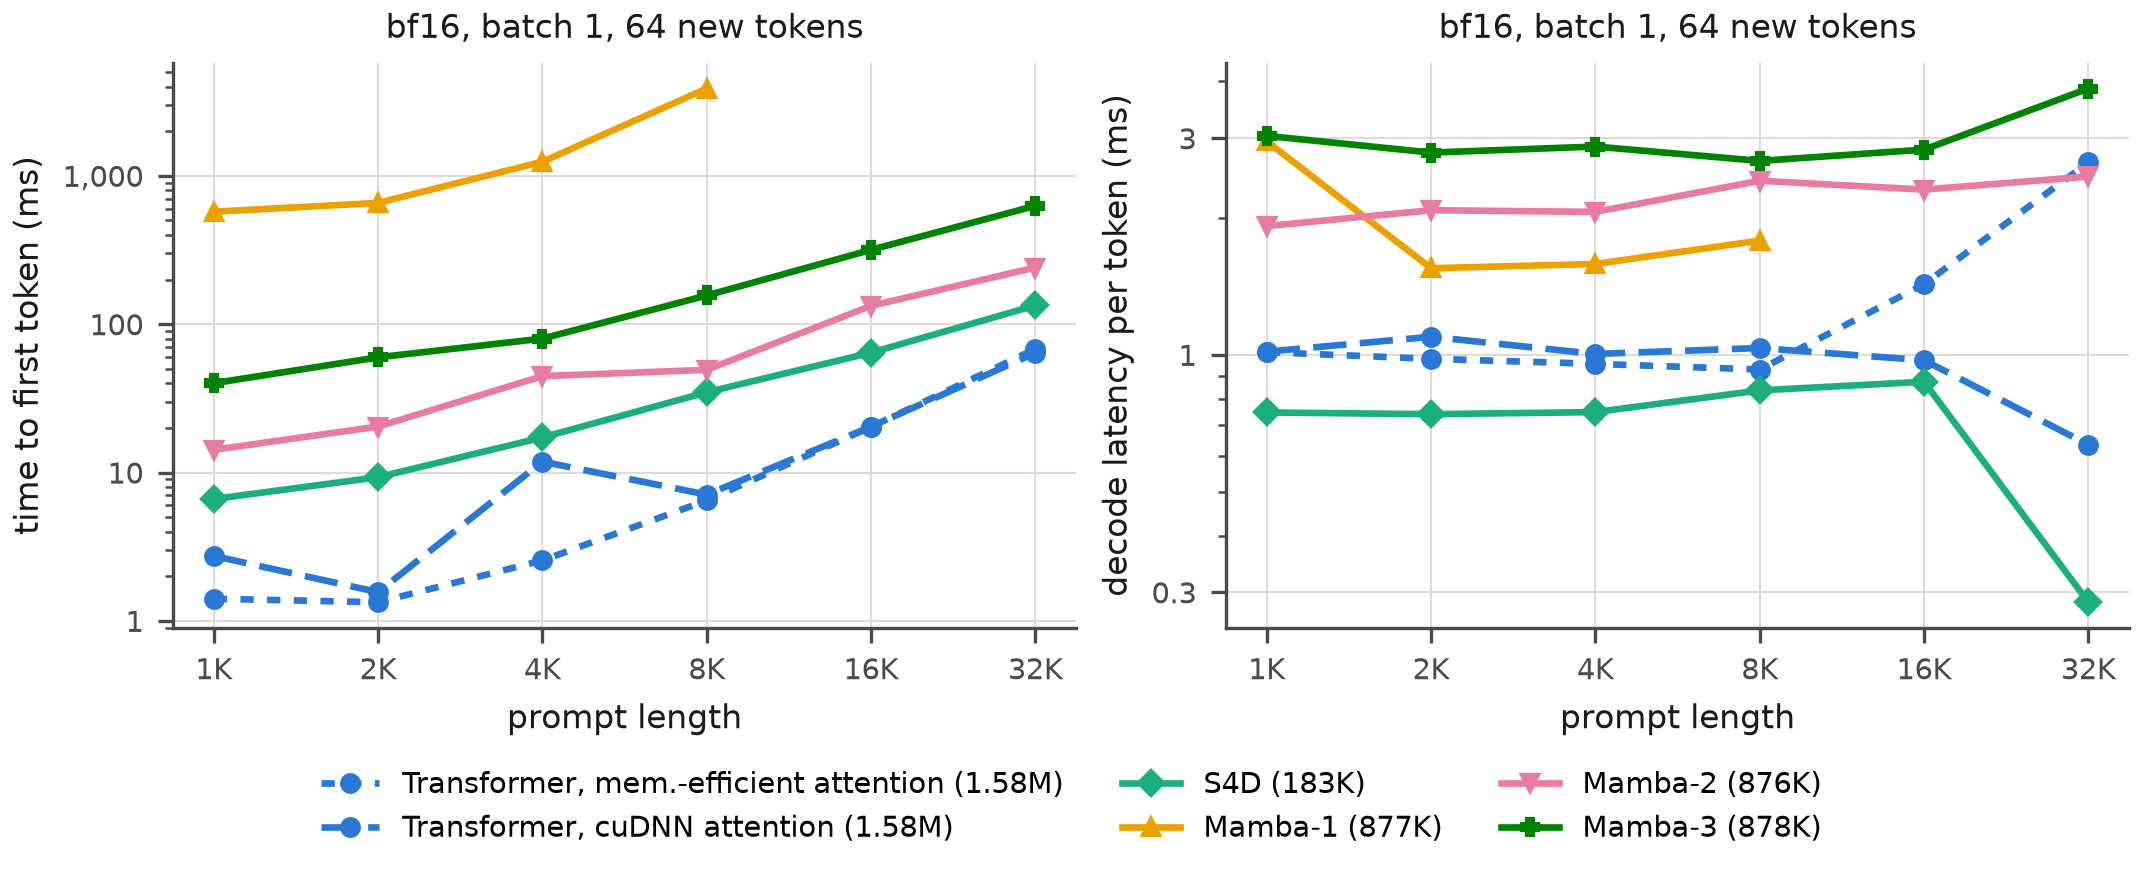 bf16, batch 1, 64 new tokens
time to first token (ms)
1,000
100
10
1
1K 2K 4K 8K 16K 32K
prompt length
bf16, batch 1, 64 new tokens
decode latency per token (ms)
3
1
0.3
1K 2K 4K 8K 16K 32K
prompt length
Transformer, mem.-efficient attention (1.58M)
Transformer, cuDNN attention (1.58M)
S4D (183K)
Mamba-1 (877K)
Mamba-2 (876K)
Mamba-3 (878K)